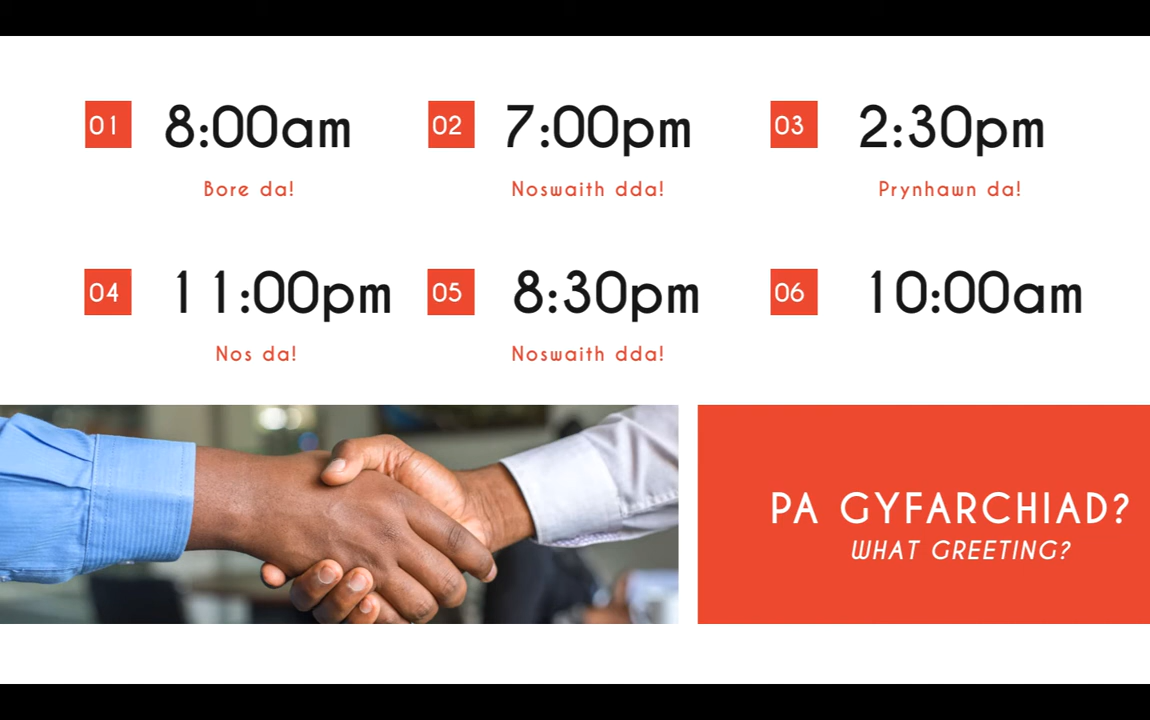 01 8:00am
02 7:00pm
03 2:30pm
Bore da!
Noswaith dda!
Prynhawn da!
04 11:00pm
05 8:30pm
06 10:00am
Nos da!
Noswaith dda!
PA GYFARCHIAD?
WHAT GREETING?